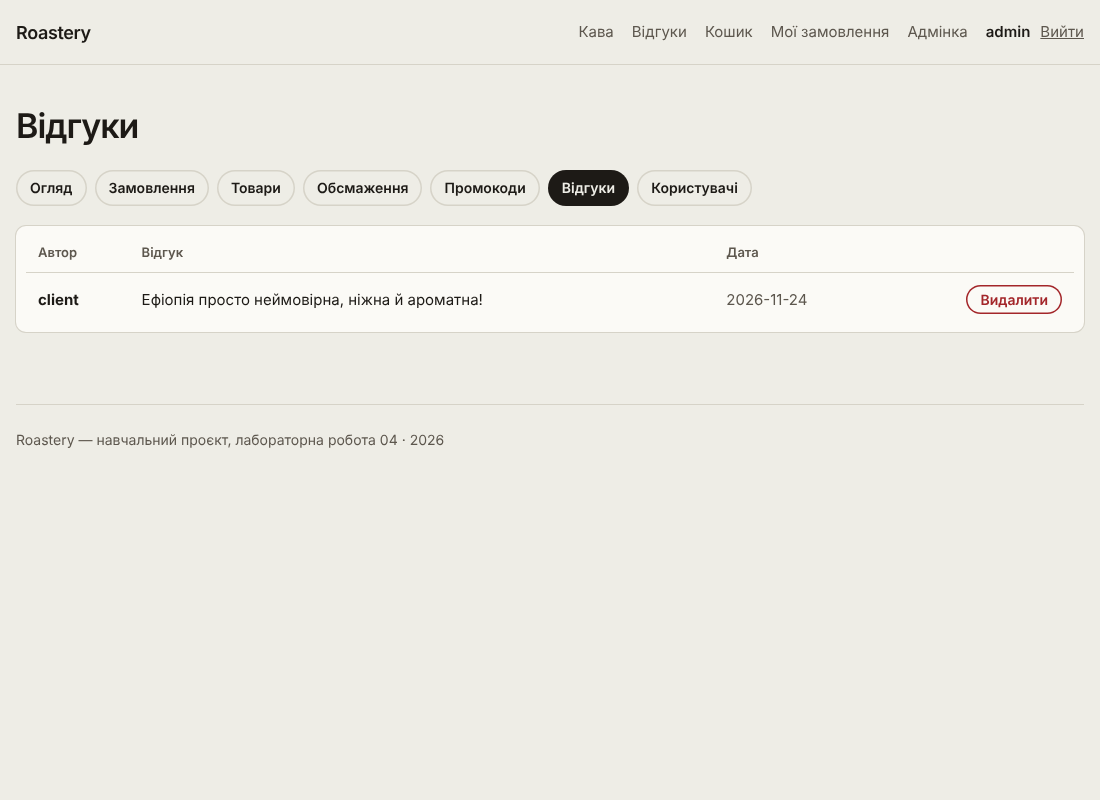 Roastery Кава Відгуки Кошик Мої замовлення Адмінка admin Вийти
Відгуки
Огляд Замовлення Товари Обсмаження Промокоди Відгуки Користувачі
Автор Відгук Дата
client Ефіопія просто неймовірна, ніжна й ароматна! 2026-11-24 Видалити
Roastery — навчальний проєкт, лабораторна робота 04 · 2026